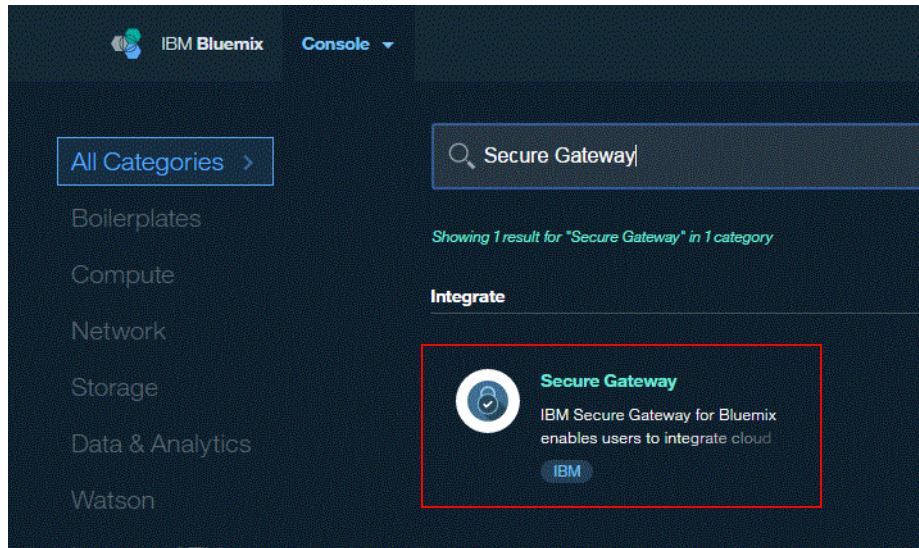 IBM Bluemix Console
All Categories >
Boilerplates
Compute
Network
Storage
Data & Analytics
Watson
Secure Gateway
Showing 1 result for "Secure Gateway" in 1 category
Integrate
Secure Gateway
IBM Secure Gateway for Bluemix
enables users to integrate cloud
IBM